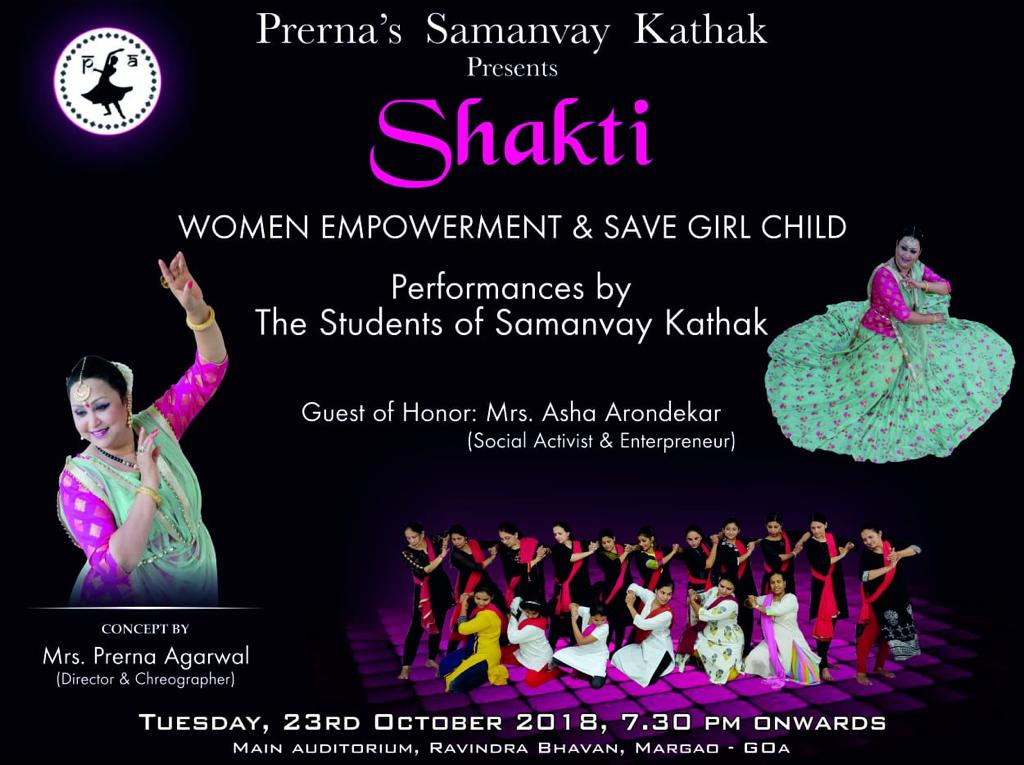 Prerna's Samanvay Kathak
Presents
Shakti
WOMEN EMPOWERMENT & SAVE GIRL CHILD
Performances by
The Students of Samanvay Kathak
Guest of Honor: Mrs. Asha Arondekar
(Social Activist & Enterpreneur)
CONCEPT BY
Mrs. Prerna Agarwal
(Director & Chreographer)
TUESDAY, 23RD OCTOBER 2018, 7.30 PM ONWARDS
MAIN AUDITORIUM, RAVINDRA BHAVAN, MARGAO - GOA